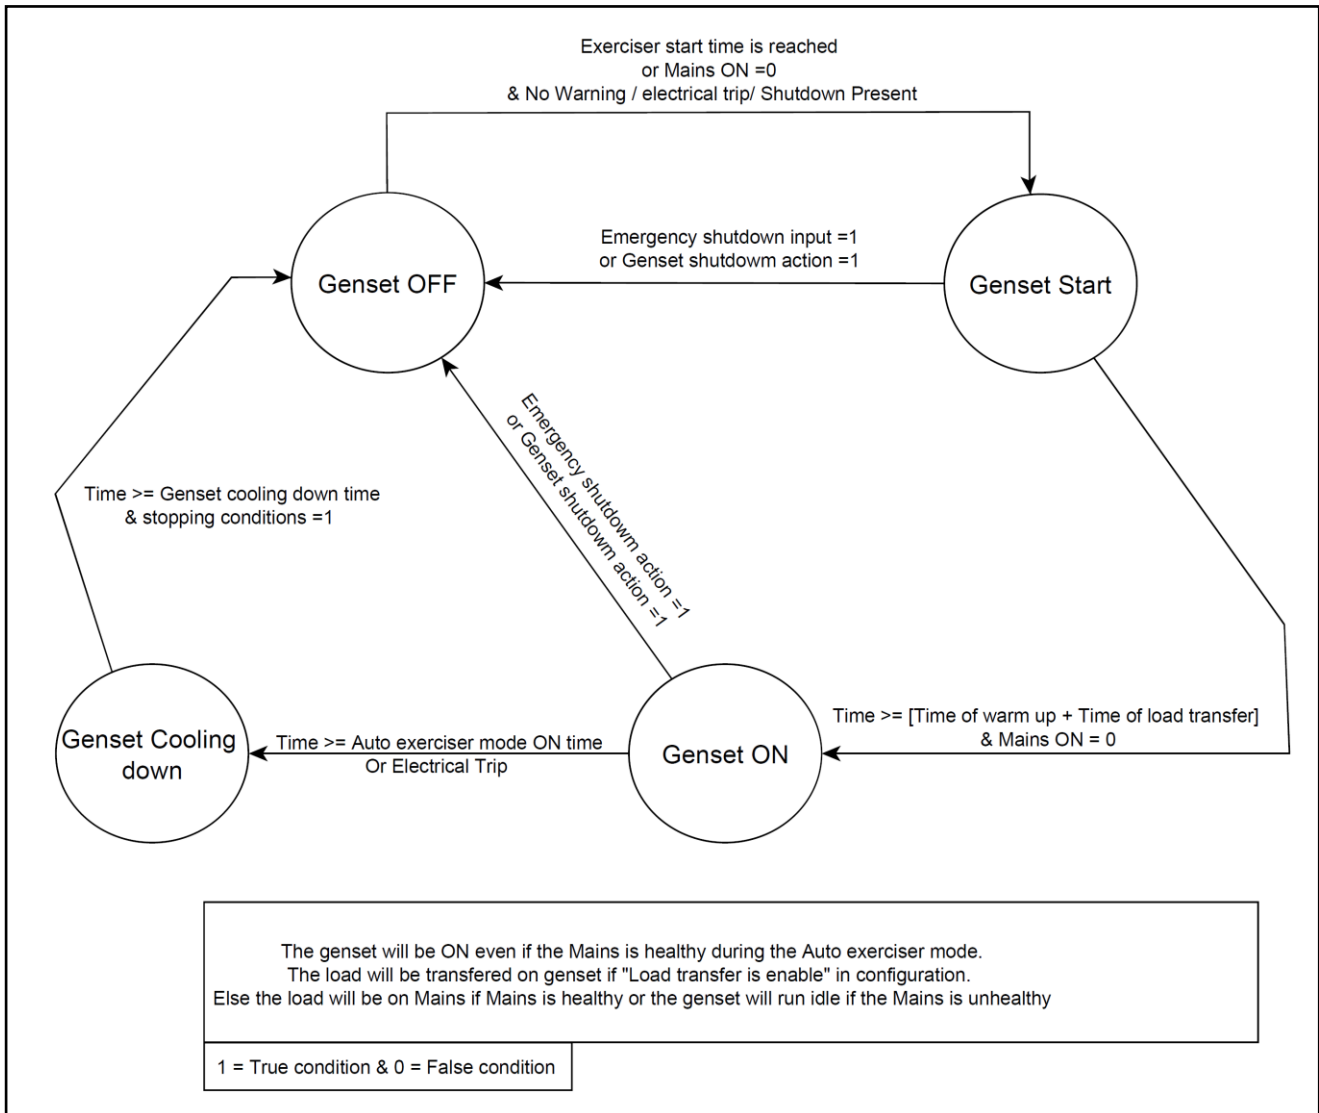 Exerciser start time is reached
or Mains ON =0
& No Warning / electrical trip/ Shutdown Present
Emergency shutdown input =1
or Genset shutdowm action =1
Genset OFF
Genset Start
Emergency shutdowm action =1
or Genset shutdowm action =1
Time >= Genset cooling down time
& stopping conditions =1
Time >= [Time of warm up + Time of load transfer]
& Mains ON = 0
Genset Cooling
down
Time >= Auto exerciser mode ON time
Or Electrical Trip
Genset ON
The genset will be ON even if the Mains is healthy during the Auto exerciser mode.
The load will be transfered on genset if "Load transfer is enable" in configuration.
Else the load will be on Mains if Mains is healthy or the genset will run idle if the Mains is unhealthy
1 = True condition & 0 = False condition